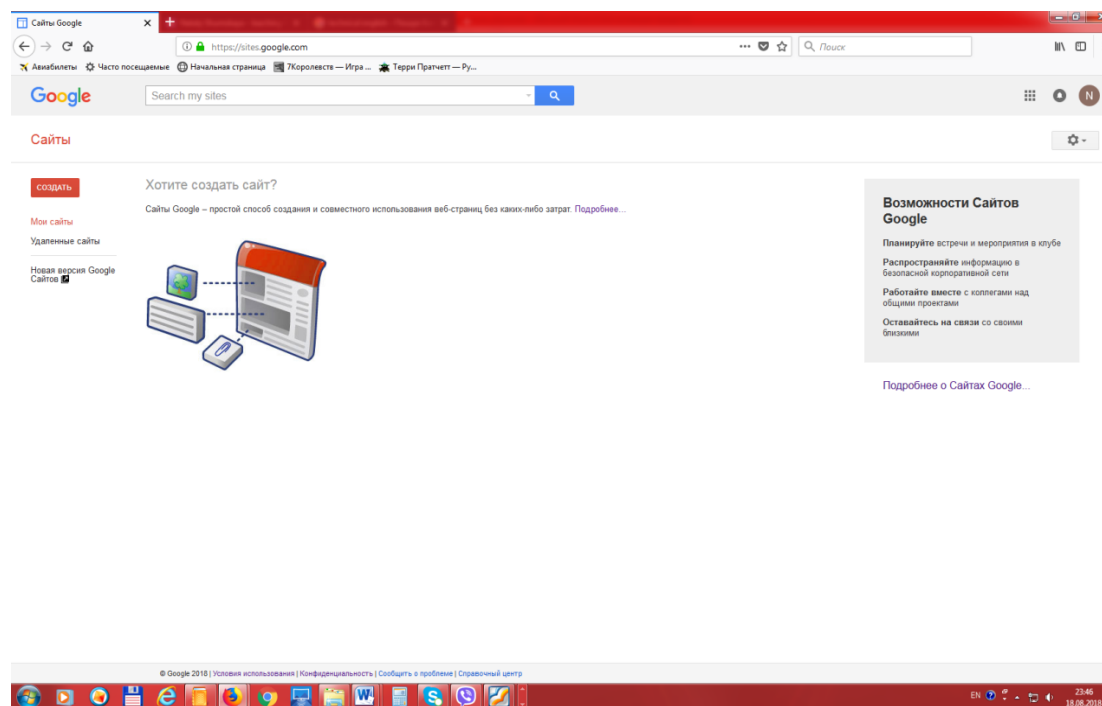 Сайты Google
https://sites.google.com
Поиск
Авиабилеты
Часто посещаемые
Начальная страница
7Королевств — Игра ...
Терри Пратчетт — Ру...
Google
Search my sites
N
Сайты
СОЗДАТЬ
Мои сайты
Удаленные сайты
Новая версия Google
Сайтов
Хотите создать сайт?
Сайты Google – простой способ создания и совместного использования веб-страниц без каких-либо затрат. Подробнее...
Возможности Сайтов
Google
Планируйте встречи и мероприятия в клубе
Распространяйте информацию в
безопасной корпоративной сети
Работайте вместе с коллегами над
общими проектами
Оставайтесь на связи со своими
близкими
Подробнее о Сайтах Google...
© Google 2018 | Условия использования | Конфиденциальность | Сообщить о проблеме | Справочный центр
EN
23:46
18.08.2018